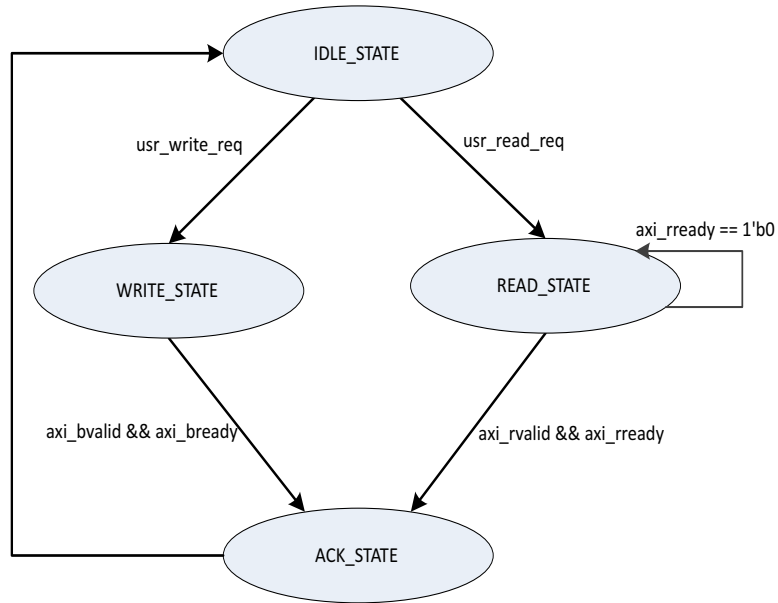 IDLE_STATE
usr_write_req
usr_read_req
axi_rready == 1'b0
WRITE_STATE
READ_STATE
axi_bvalid && axi_bready
axi_rvalid && axi_rready
ACK_STATE